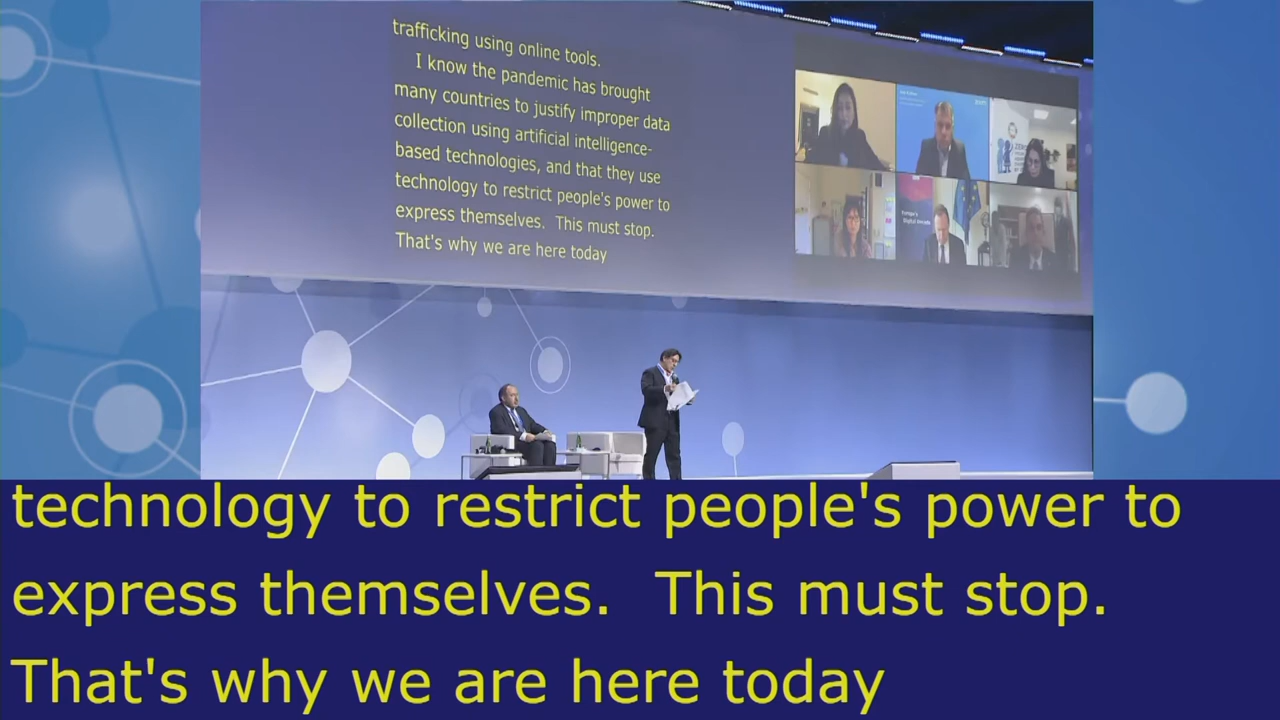 trafficking using online tools.
I know the pandemic has brought
many countries to justify improper data
collection using artificial intelligence-
based technologies, and that they use
technology to restrict people's power to
express themselves.  This must stop.
That's why we are here today
Europe's
Digital Decade
technology to restrict people's power to
express themselves.  This must stop.
That's why we are here today